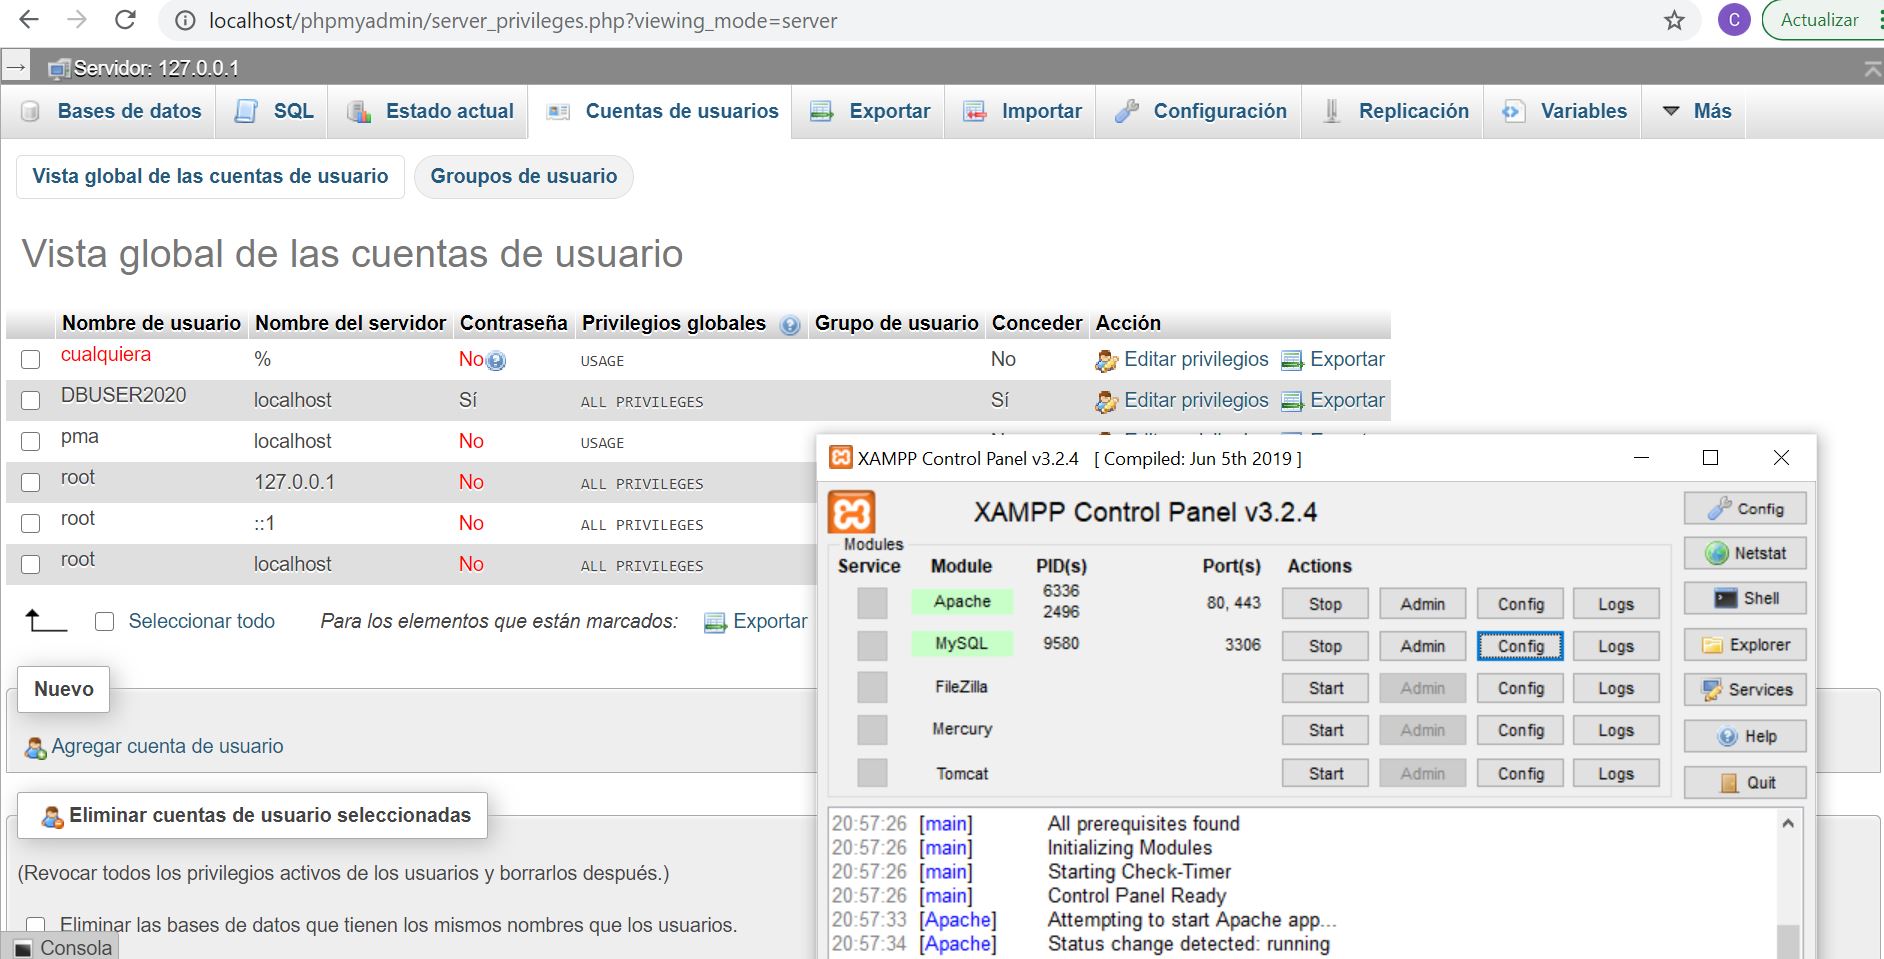 localhost/phpmyadmin/server_privileges.php?viewing_mode=server
C
Actualizar
Servidor: 127.0.0.1
Bases de datos SQL Estado actual Cuentas de usuarios Exportar Importar Configuración Replicación Variables Más
Vista global de las cuentas de usuario Groupos de usuario
Vista global de las cuentas de usuario
Nombre de usuario Nombre del servidor Contraseña Privilegios globales Grupo de usuario Conceder Acción
cualquiera % No USAGE No Editar privilegios Exportar
DBUSER2020 localhost Sí ALL PRIVILEGES Sí Editar privilegios Exportar
pma localhost No USAGE
root 127.0.0.1 No ALL PRIVILEGES
root ::1 No ALL PRIVILEGES
root localhost No ALL PRIVILEGES
Seleccionar todo Para los elementos que están marcados: Exportar
Nuevo
Agregar cuenta de usuario
Eliminar cuentas de usuario seleccionadas
(Revocar todos los privilegios activos de los usuarios y borrarlos después.)
Eliminar las bases de datos que tienen los mismos nombres que los usuarios.
Consola
XAMPP Control Panel v3.2.4 [ Compiled: Jun 5th 2019 ]
XAMPP Control Panel v3.2.4
Modules
Service Module PID(s) Port(s) Actions
Apache 6336 2496 80, 443 Stop Admin Config Logs
MySQL 9580 3306 Stop Admin Config Logs
FileZilla Start Admin Config Logs
Mercury Start Admin Config Logs
Tomcat Start Admin Config Logs
Config
Netstat
Shell
Explorer
Services
Help
Quit
20:57:26 [main] All prerequisites found
20:57:26 [main] Initializing Modules
20:57:26 [main] Starting Check-Timer
20:57:26 [main] Control Panel Ready
20:57:33 [Apache] Attempting to start Apache app...
20:57:34 [Apache] Status change detected: running